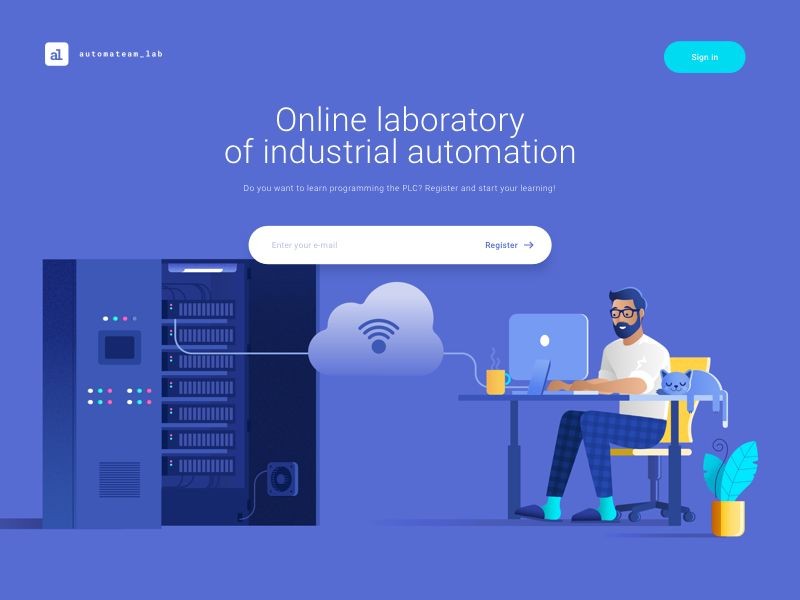 al
automateam_lab
Sign in
Online laboratory
of industrial automation
Do you want to learn programming the PLC? Register and start your learning!
Enter your e-mail
Register